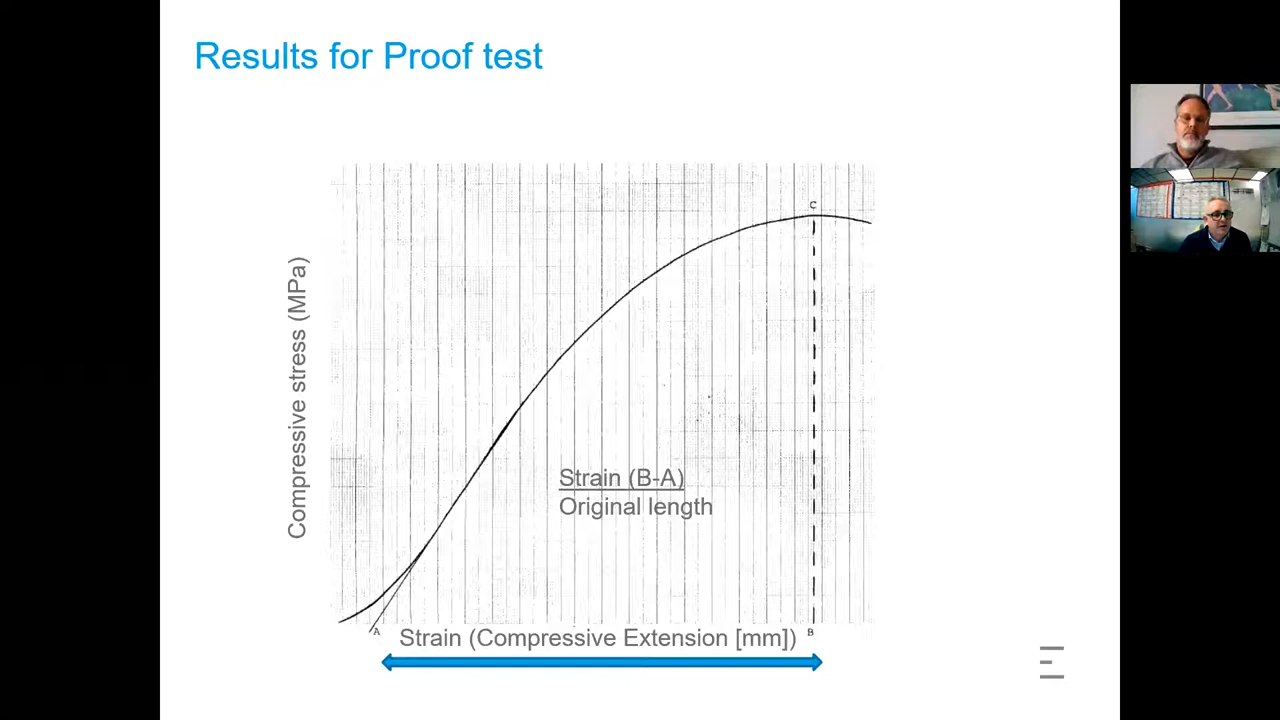 Results for Proof test
C
Compressive stress (MPa)
Strain (B-A)
Original length
A
Strain (Compressive Extension [mm])
B